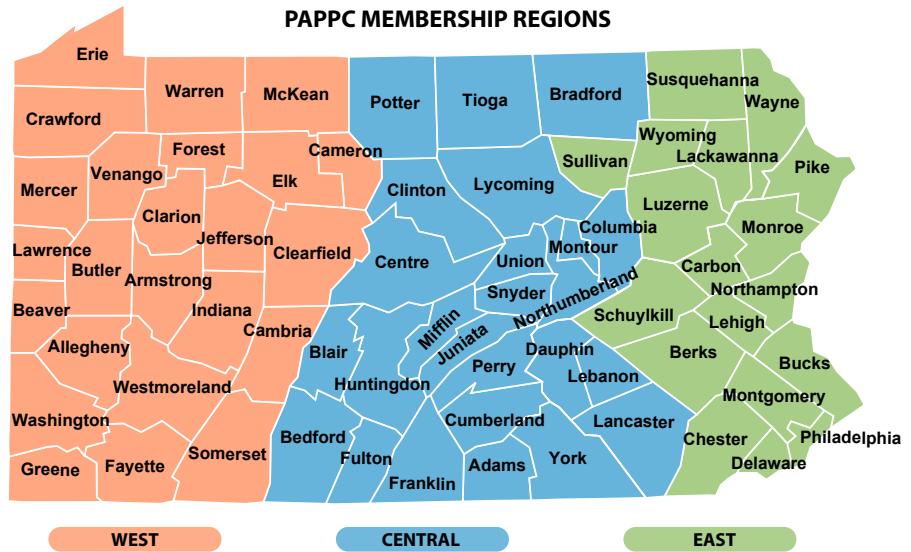 PAPPC MEMBERSHIP REGIONS
Erie
Warren
McKean
Potter
Tioga
Bradford
Susquehanna
Wayne
Crawford
Forest
Cameron
Wyoming
Lackawanna
Sullivan
Pike
Venango
Elk
Mercer
Clinton
Lycoming
Luzerne
Clarion
Columbia
Monroe
Jefferson
Montour
Lawrence
Clearfield
Centre
Union
Butler
Carbon
Armstrong
Snyder
Northampton
Beaver
Indiana
Northumberland
Schuylkill
Lehigh
Cambria
Mifflin
Juniata
Allegheny
Blair
Dauphin
Berks
Bucks
Perry
Westmoreland
Huntingdon
Lebanon
Montgomery
Washington
Cumberland
Lancaster
Bedford
Chester
Philadelphia
Somerset
Fulton
York
Greene
Fayette
Adams
Delaware
Franklin
WEST
CENTRAL
EAST